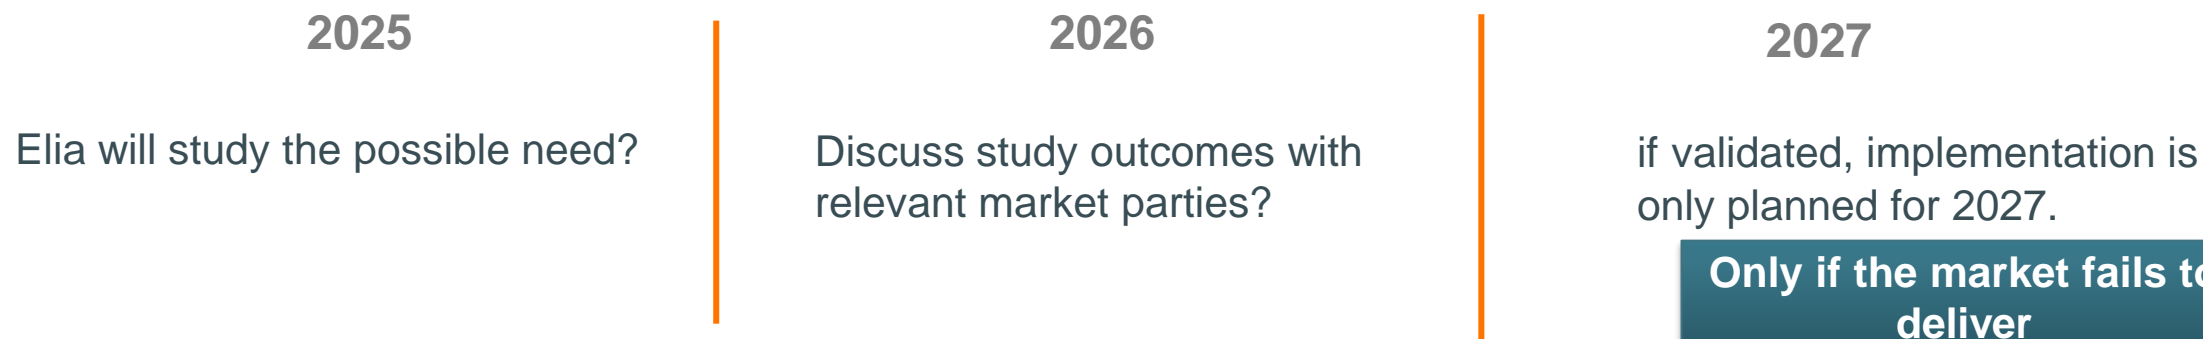 2025
Elia will study the possible need?
2026
Discuss study outcomes with
relevant market parties?
2027
if validated, implementation is
only planned for 2027.
Only if the market fails to
deliver